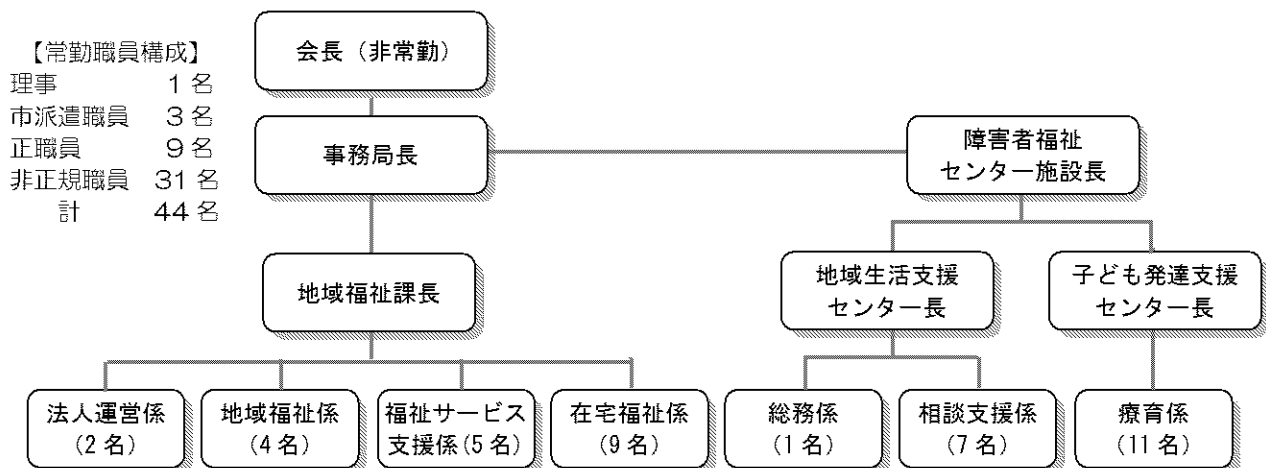 【常勤職員構成】
理事 1名
市派遣職員 3名
正職員 9名
非正規職員 31名
計 44名
会長（非常勤）
事務局長
障害者福祉
センター施設長
地域福祉課長
地域生活支援
センター長
子ども発達支援
センター長
法人運営係
(2名)
地域福祉係
(4名)
福祉サービス
支援係(5名)
在宅福祉係
(9名)
総務係
(1名)
相談支援係
(7名)
療育係
(11名)